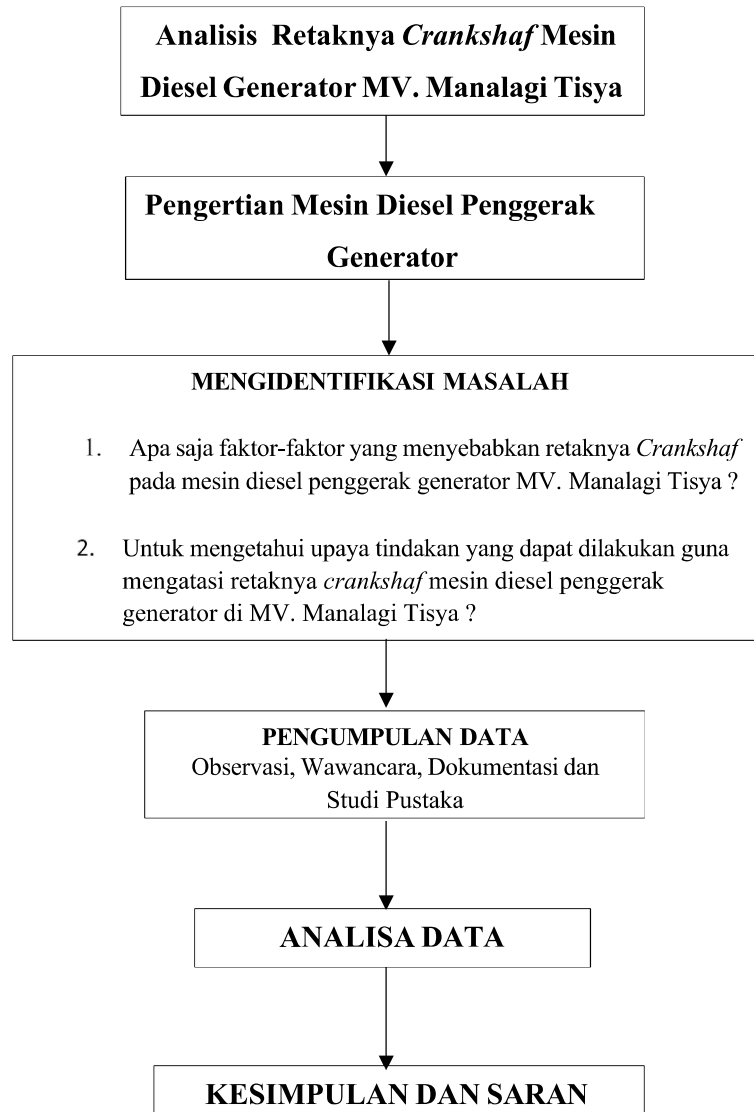 Analisis Retaknya Crankshaf Mesin
Diesel Generator MV. Manalagi Tisya
Pengertian Mesin Diesel Penggerak
Generator
MENGIDENTIFIKASI MASALAH
1. Apa saja faktor-faktor yang menyebabkan retaknya Crankshaf
pada mesin diesel penggerak generator MV. Manalagi Tisya ?
2. Untuk mengetahui upaya tindakan yang dapat dilakukan guna
mengatasi retaknya crankshaf mesin diesel penggerak
generator di MV. Manalagi Tisya ?
PENGUMPULAN DATA
Observasi, Wawancara, Dokumentasi dan
Studi Pustaka
ANALISA DATA
KESIMPULAN DAN SARAN